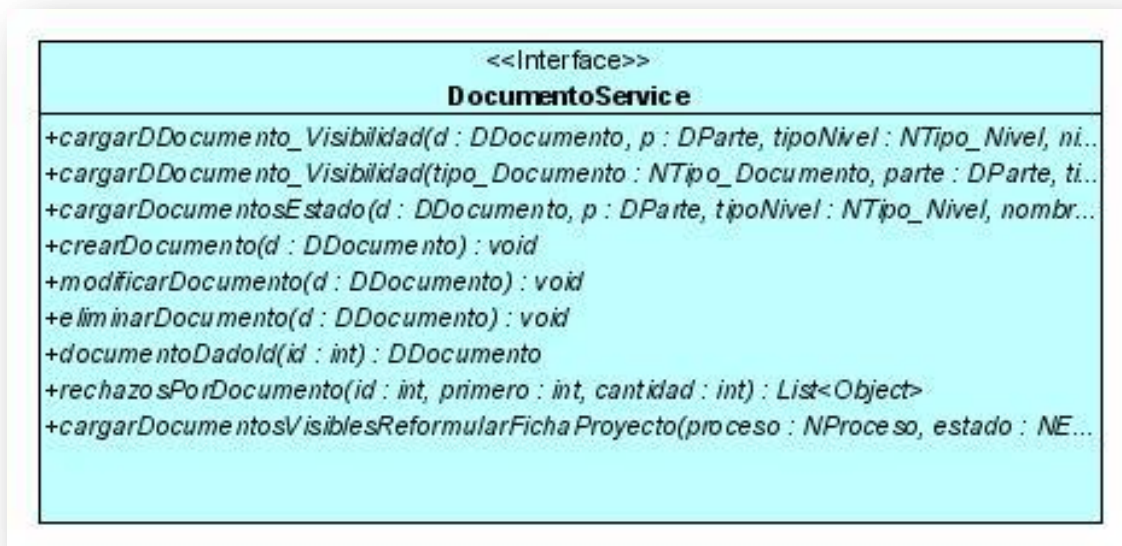 <<Interface>>
DocumentoService
+cargarDDocumento_Visibilidad(d : DDocumento, p : DParte, tipoNivel : NTipo_Nivel, ni...
+cargarDDocumento_Visibilidad(tipo_Documento : NTipo_Documento, parte : DParte, ti...
+cargarDocumentosEstado(d : DDocumento, p : DParte, tipoNivel : NTipo_Nivel, nombr...
+crearDocumento(d : DDocumento) : void
+modificarDocumento(d : DDocumento) : void
+eliminarDocumento(d : DDocumento) : void
+documentoDadoId(id : int) : DDocumento
+rechazosPorDocumento(id : int, primero : int, cantidad : int) : List<Object>
+cargarDocumentosVisiblesReformularFichaProyecto(proceso : NProceso, estado : NE...